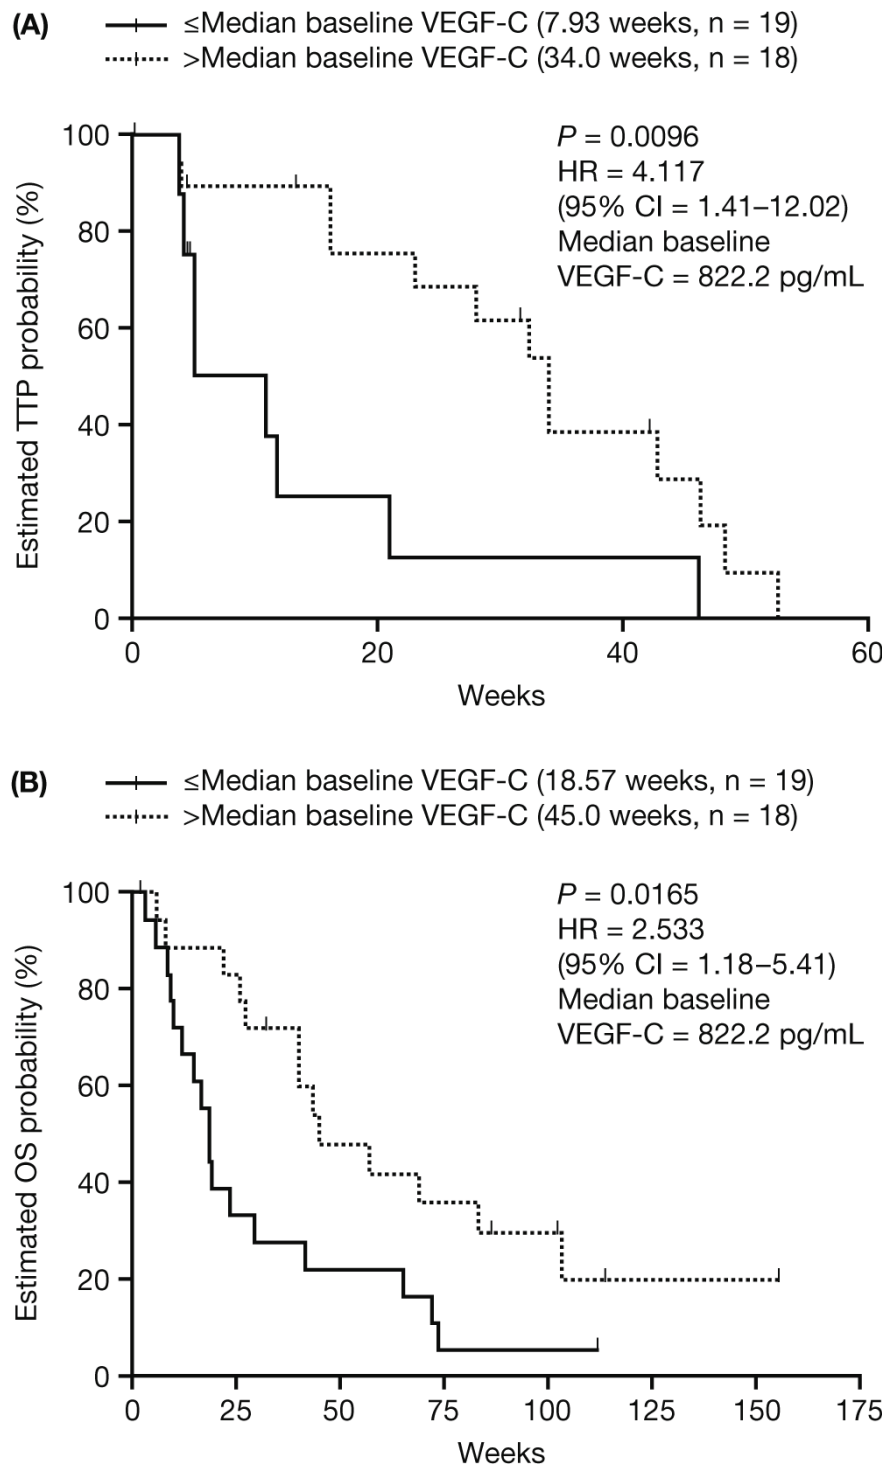 (A)
≤Median baseline VEGF-C (7.93 weeks, n = 19)
>Median baseline VEGF-C (34.0 weeks, n = 18)
P = 0.0096
HR = 4.117
(95% CI = 1.41–12.02)
Median baseline
VEGF-C = 822.2 pg/mL
Estimated TTP probability (%)
100
80
60
40
20
0
0 20 40 60
Weeks
(B)
≤Median baseline VEGF-C (18.57 weeks, n = 19)
>Median baseline VEGF-C (45.0 weeks, n = 18)
P = 0.0165
HR = 2.533
(95% CI = 1.18–5.41)
Median baseline
VEGF-C = 822.2 pg/mL
Estimated OS probability (%)
100
80
60
40
20
0
0 25 50 75 100 125 150 175
Weeks